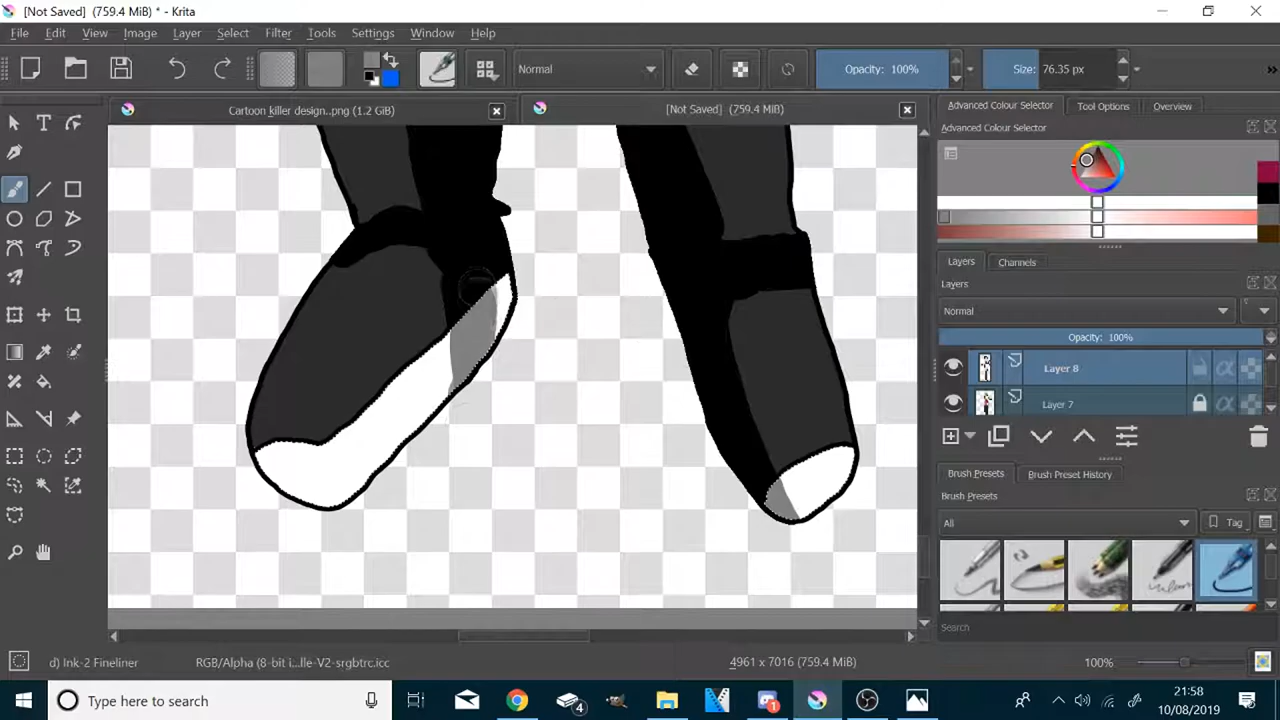 [Not Saved] (759.4 MiB) * - Krita
File Edit View Image Layer Select Filter Tools Settings Window Help
Normal Opacity: 100% Size: 76.35 px
Cartoon killer design..png (1.2 GiB) [Not Saved] (759.4 MiB)
Advanced Colour Selector Tool Options Overview
Advanced Colour Selector
Layers Channels
Layers
Normal
Opacity: 100%
Layer 8
Layer 7
Brush Presets Brush Preset History
Brush Presets
All Tag
Search
d) Ink-2 Fineliner RGB/Alpha (8-bit i...lle-V2-srgbtrc.icc 4961 x 7016 (759.4 MiB) 100%
Type here to search 4 1 21:58
10/08/2019